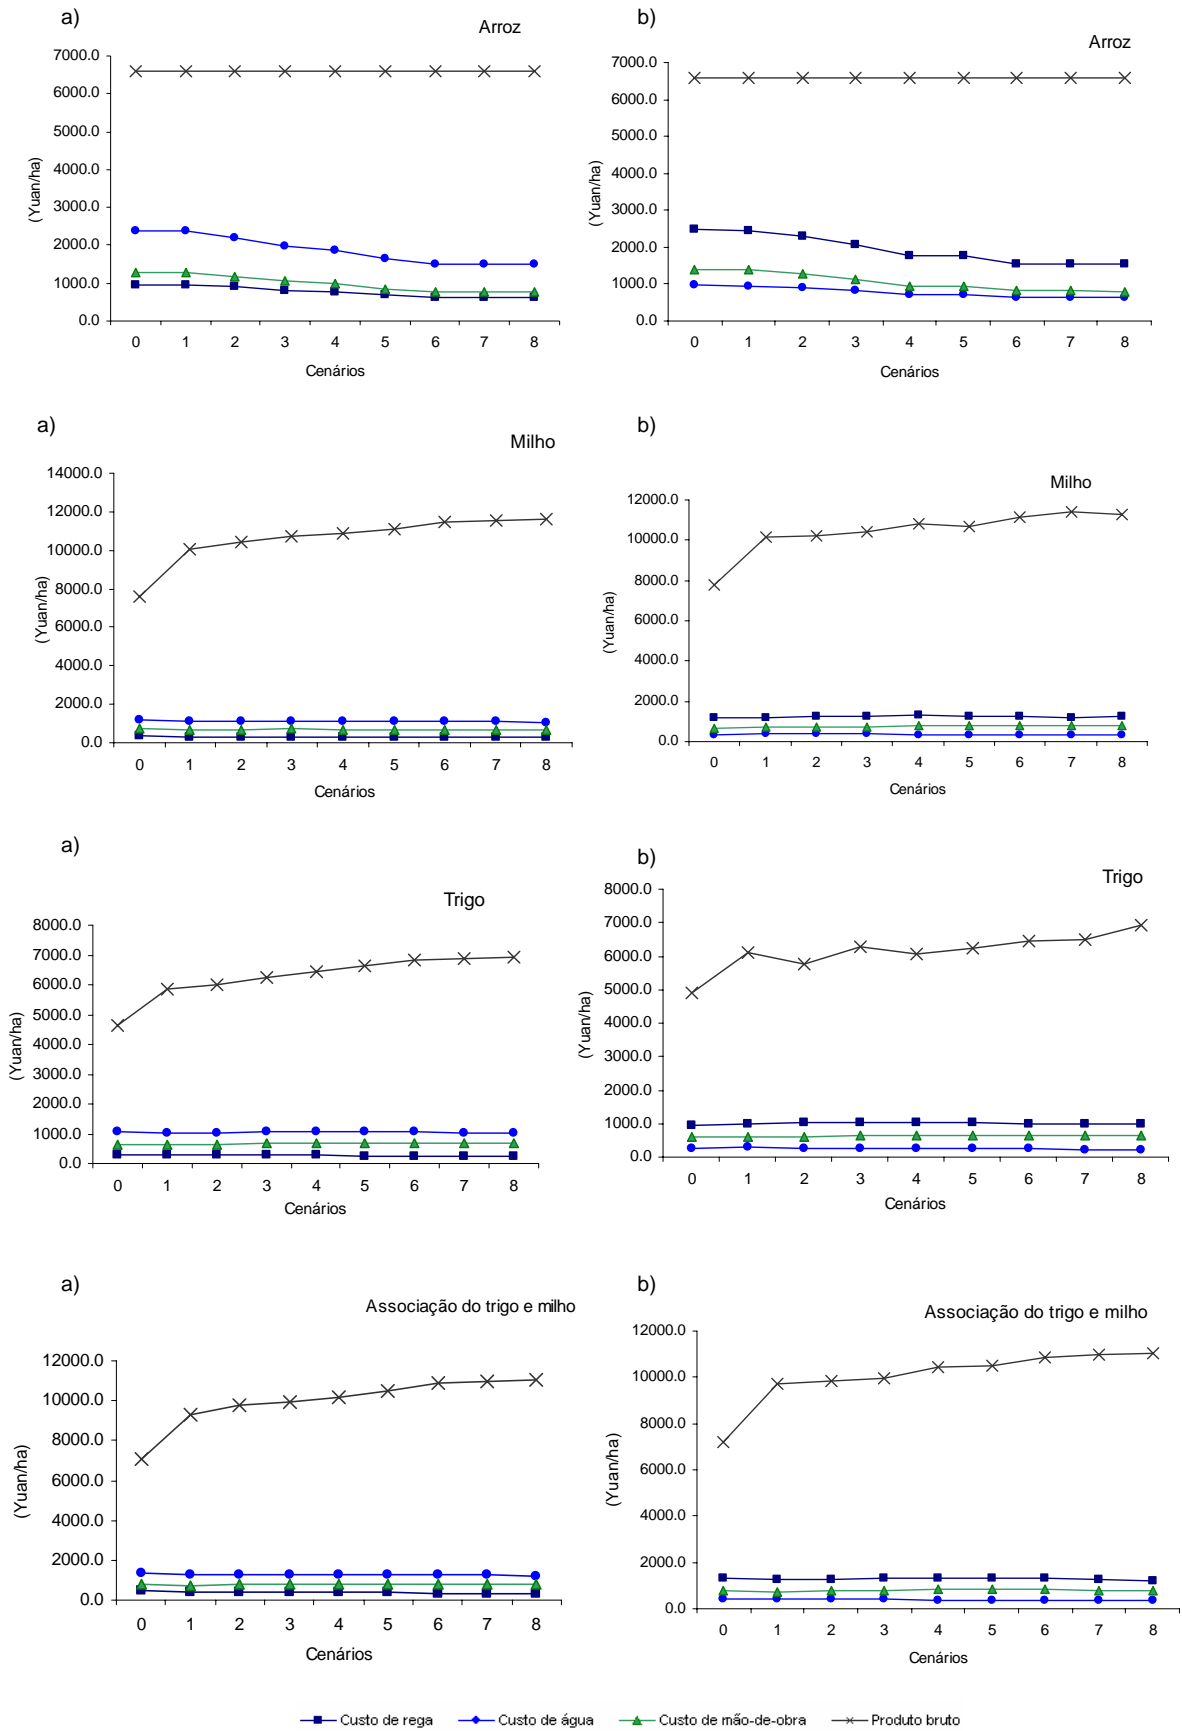 a)
Arroz
7000.0
6000.0
5000.0
4000.0
3000.0
2000.0
1000.0
0.0
(Yuan/ha)
0 1 2 3 4 5 6 7 8
Cenários
b)
Arroz
7000.0
6000.0
5000.0
4000.0
3000.0
2000.0
1000.0
0.0
(Yuan/ha)
0 1 2 3 4 5 6 7 8
Cenários
a)
Milho
14000.0
12000.0
10000.0
8000.0
6000.0
4000.0
2000.0
0.0
(Yuan/ha)
0 1 2 3 4 5 6 7 8
Cenários
b)
Milho
12000.0
10000.0
8000.0
6000.0
4000.0
2000.0
0.0
(Yuan/ha)
0 1 2 3 4 5 6 7 8
Cenários
a)
Trigo
8000.0
7000.0
6000.0
5000.0
4000.0
3000.0
2000.0
1000.0
0.0
(Yuan/ha)
0 1 2 3 4 5 6 7 8
Cenários
b)
Trigo
8000.0
7000.0
6000.0
5000.0
4000.0
3000.0
2000.0
1000.0
0.0
(Yuan/ha)
0 1 2 3 4 5 6 7 8
Cenários
a)
Associação do trigo e milho
12000.0
10000.0
8000.0
6000.0
4000.0
2000.0
0.0
(Yuan/ha)
0 1 2 3 4 5 6 7 8
Cenários
b)
Associação do trigo e milho
12000.0
10000.0
8000.0
6000.0
4000.0
2000.0
0.0
(Yuan/ha)
0 1 2 3 4 5 6 7 8
Cenários
Custo de rega Custo de água Custo de mão-de-obra Produto bruto